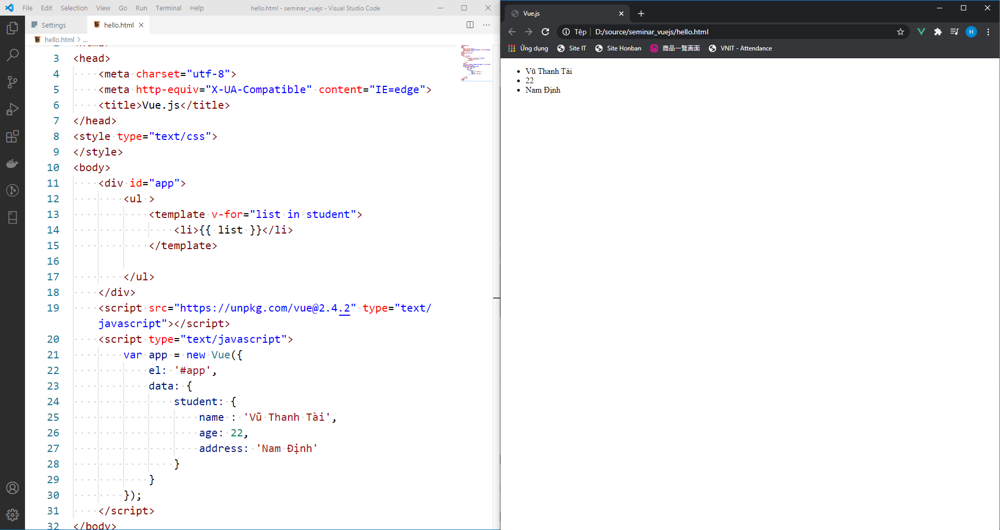 File Edit Selection View Go Run Terminal Help hello.html - seminar_vuejs - Visual Studio Code
Settings hello.html
hello.html > ...
2
3 <head>
4 <meta charset="utf-8">
5 <meta http-equiv="X-UA-Compatible" content="IE=edge">
6 <title>Vue.js</title>
7 </head>
8 <style type="text/css">
9 </style>
10 <body>
11 <div id="app">
12 <ul >
13 <template v-for="list in student">
14 <li>{{ list }}</li>
15 </template>
16
17 </ul>
18 </div>
19 <script src="https://unpkg.com/vue@2.4.2" type="text/
javascript"></script>
20 <script type="text/javascript">
21 var app = new Vue({
22 el: '#app',
23 data: {
24 student: {
25 name : 'Vũ Thanh Tài',
26 age: 22,
27 address: 'Nam Định'
28 }
29 }
30 });
31 </script>
32 </body>
Vue.js
Tệp D:/source/seminar_vuejs/hello.html
H
Ứng dụng Site IT Site Honban 商品一覧画面 VNIT - Attendance
• Vũ Thanh Tài
• 22
• Nam Định